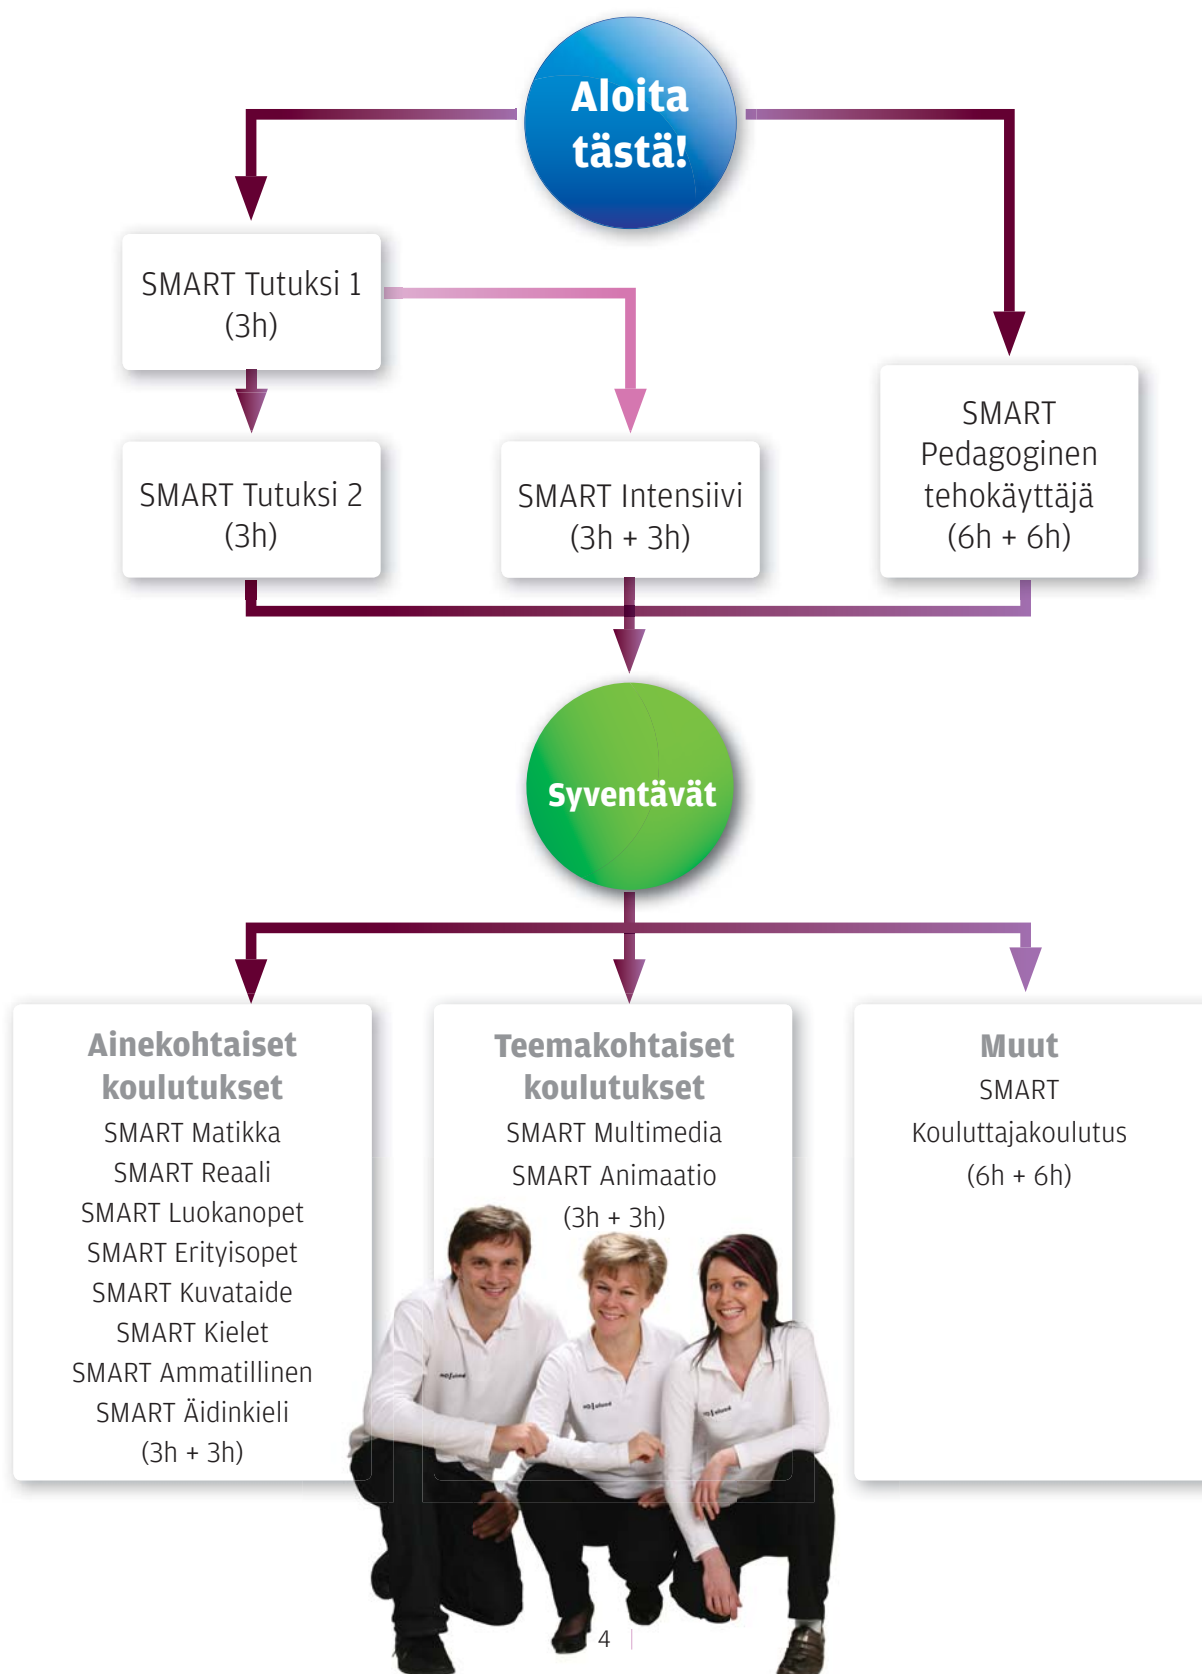 Aloita
tästä!
SMART Tutuksi 1
(3h)
SMART Tutuksi 2
(3h)
SMART Intensiivi
(3h + 3h)
SMART
Pedagoginen
tehokäyttäjä
(6h + 6h)
Syventävät
Ainekohtaiset
koulutukset
SMART Matikka
SMART Reaali
SMART Luokanopet
SMART Erityisopet
SMART Kuvataide
SMART Kielet
SMART Ammatillinen
SMART Äidinkieli
(3h + 3h)
Teemakohtaiset
koulutukset
SMART Multimedia
SMART Animaatio
(3h + 3h)
Muut
SMART
Kouluttajakoulutus
(6h + 6h)
4